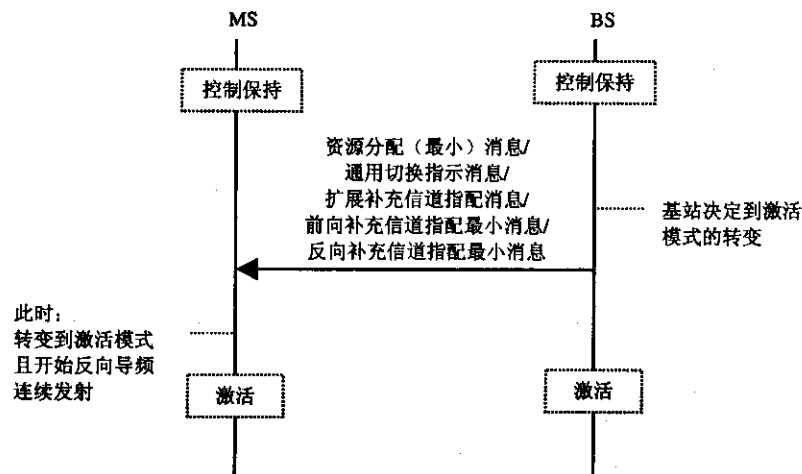 MS
BS
控制保持
控制保持
资源分配（最小）消息/
通用切换指示消息/
扩展补充信道指配消息/
前向补充信道指配最小消息/
反向补充信道指配最小消息
基站决定到激活
模式的转变
此时：
转变到激活模式
且开始反向导频
连续发射
激活
激活